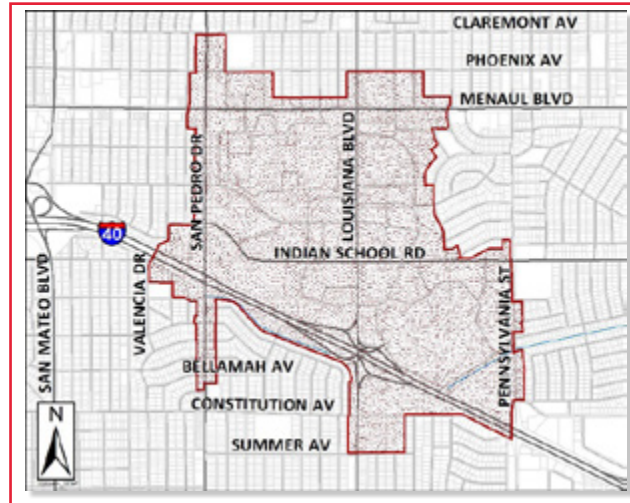 CLAREMONT AV
PHOENIX AV
MENAUL BLVD
SAN PEDRO DR
LOUISIANA BLVD
40
INDIAN SCHOOL RD
SAN MATEO BLVD
VALENCIA DR
PENNSYLVANIA ST
BELLAMAH AV
CONSTITUTION AV
SUMMER AV
N